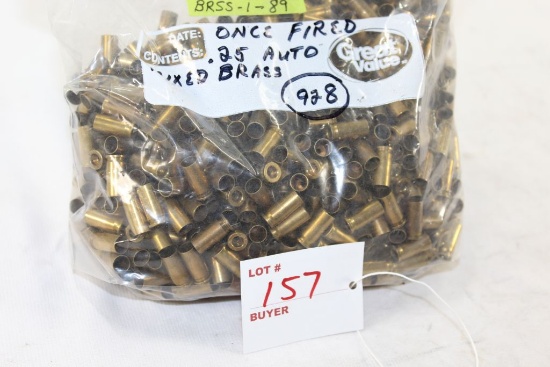 BRSS-1-89
DATE: ONCE FIRED
CONTENTS: .25 AUTO
MIXED BRASS
Great Value
928
LOT #
157
BUYER